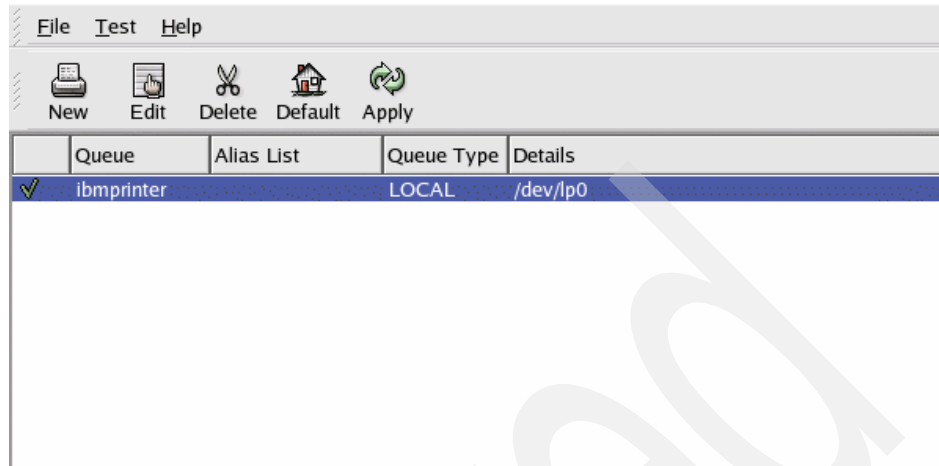 File Test Help
New Edit Delete Default Apply
Queue Alias List Queue Type Details
ibmprinter LOCAL /dev/lp0